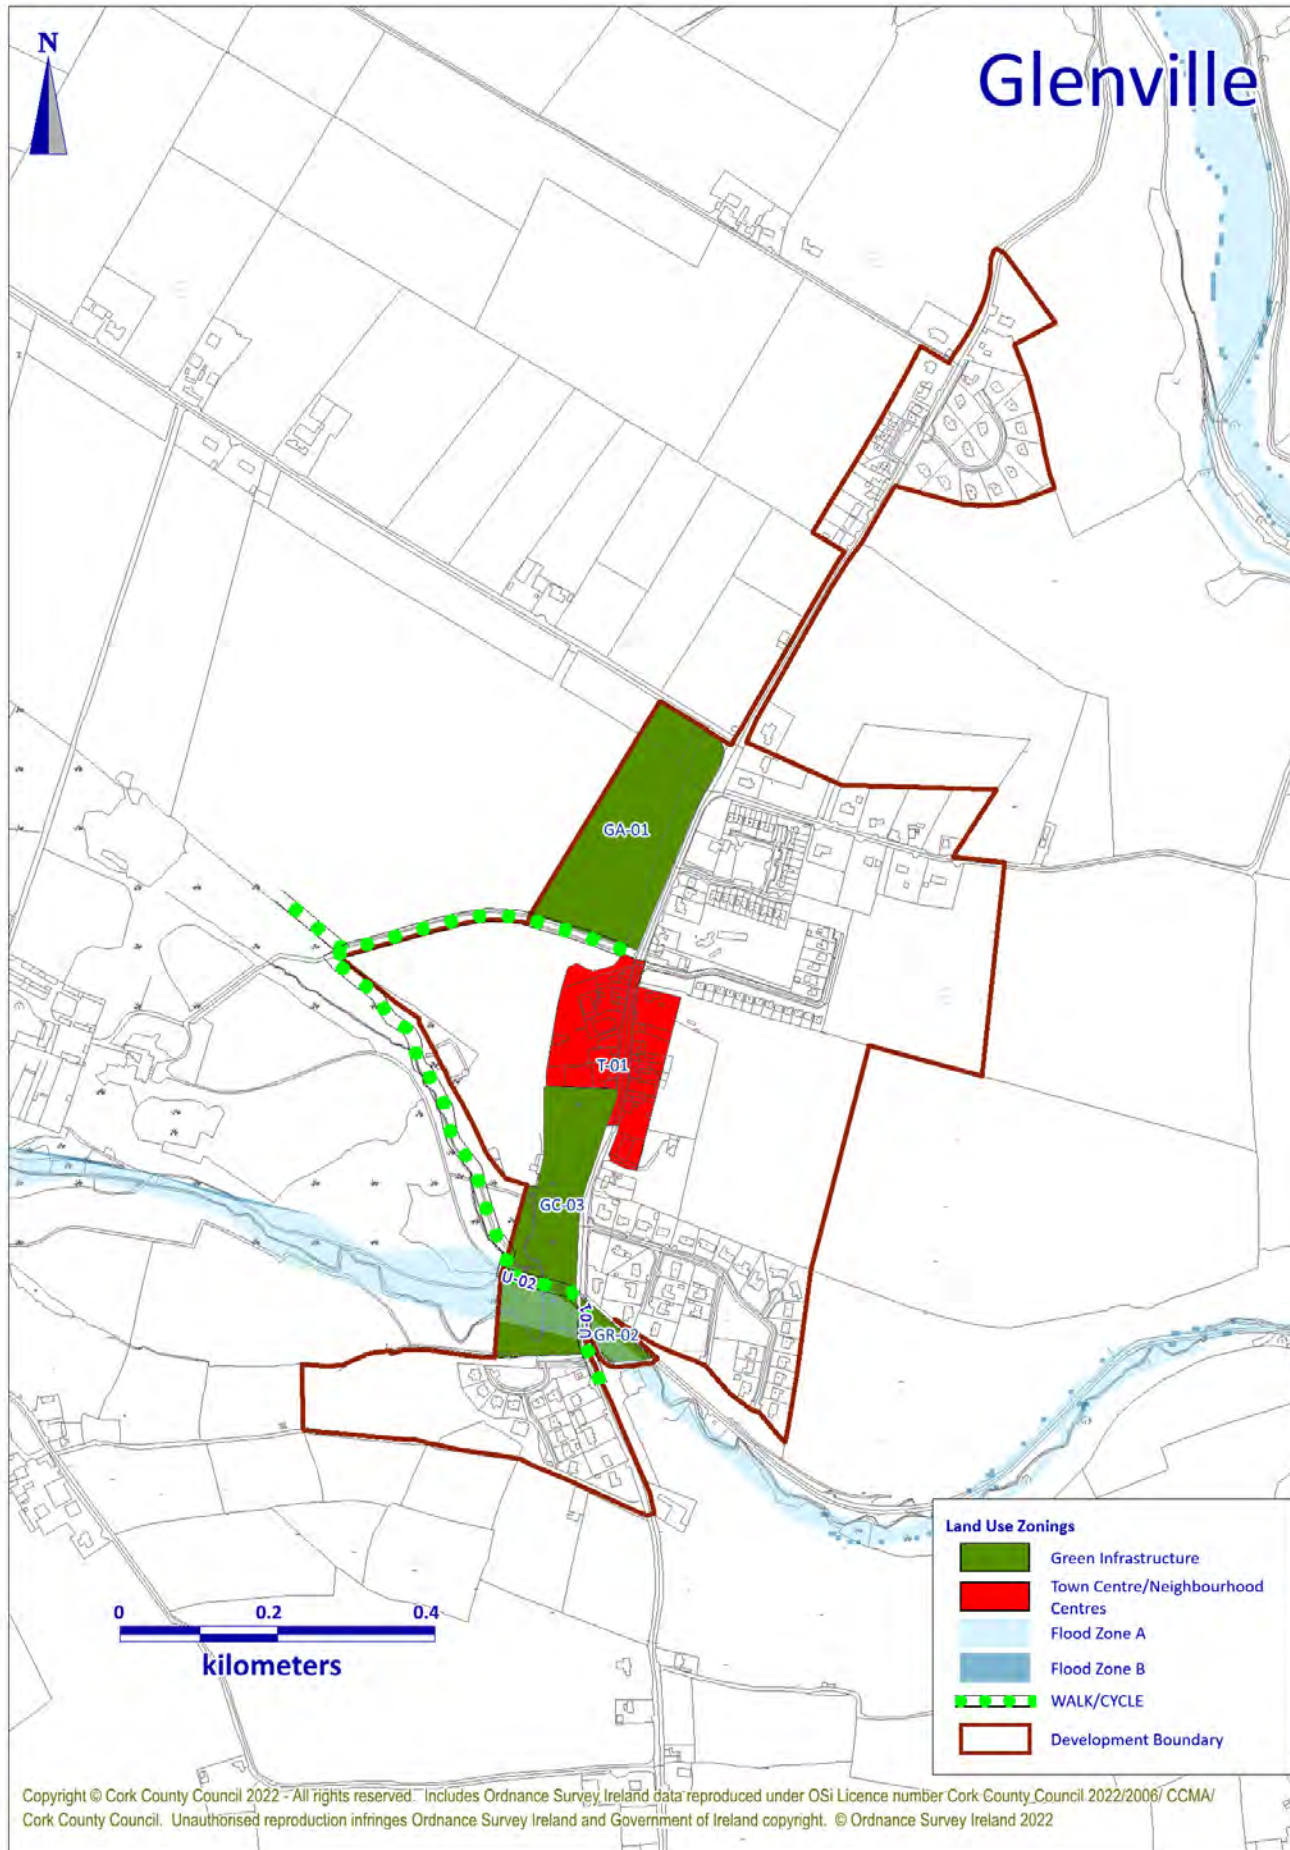 N
Glenville
GA-01
T-01
GC-03
U-02
U-01
GR-02
Land Use Zonings
Green Infrastructure
Town Centre/Neighbourhood
Centres
Flood Zone A
Flood Zone B
WALK/CYCLE
Development Boundary
0 0.2 0.4
kilometers
Copyright © Cork County Council 2022 - All rights reserved. Includes Ordnance Survey Ireland data reproduced under OSi Licence number Cork County Council 2022/2006/ CCMA/
Cork County Council. Unauthorised reproduction infringes Ordnance Survey Ireland and Government of Ireland copyright. © Ordnance Survey Ireland 2022